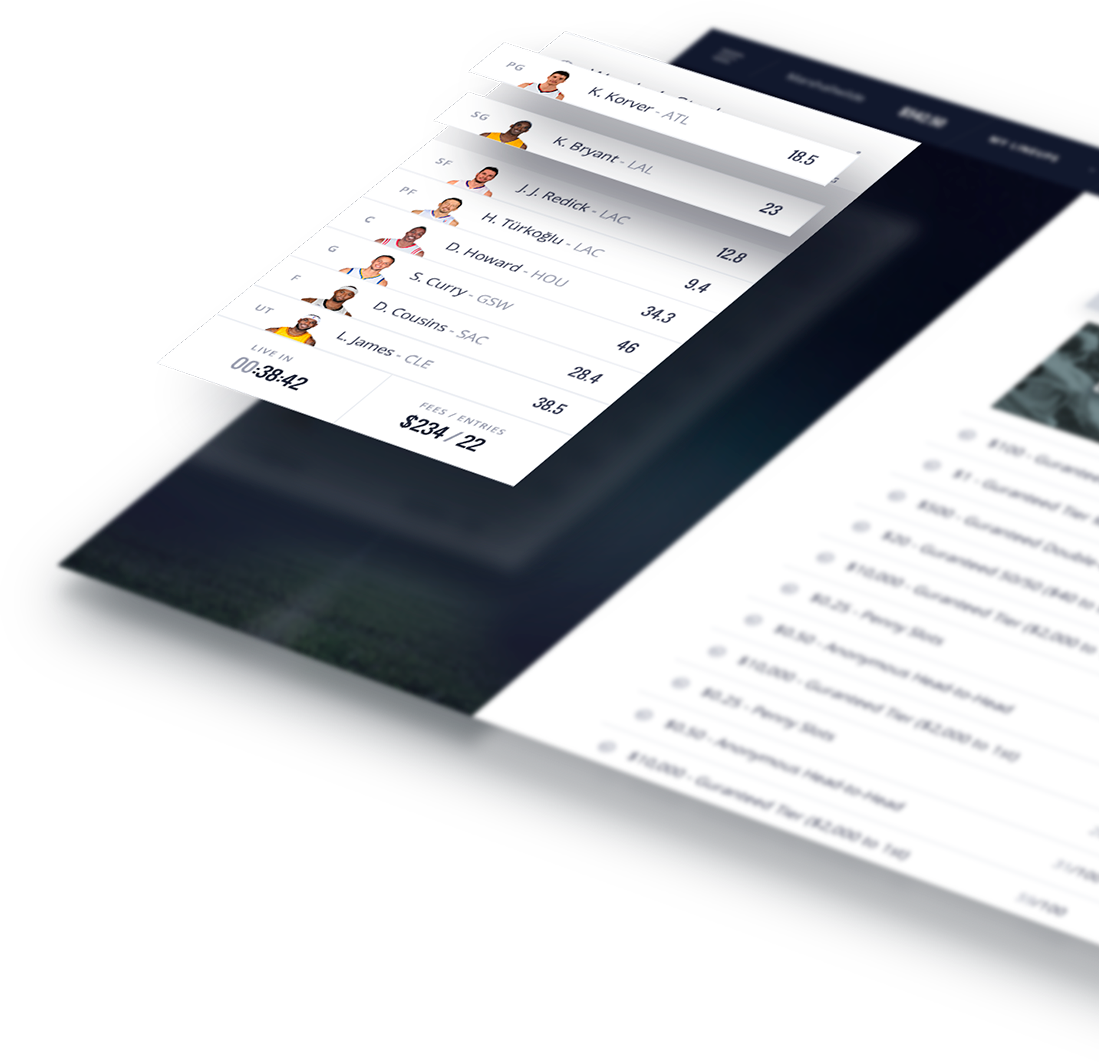 PG K. Korver - ATL 18.5
SG K. Bryant - LAL 23
SF J. J. Redick - LAC 12.8
PF H. Türkoğlu - LAC 9.4
C D. Howard - HOU 34.3
G S. Curry - GSW 46
F D. Cousins - SAC 28.4
UT L. James - CLE 38.5
LIVE IN
00:38:42
FEES / ENTRIES
$234 / 22
MY LINEUPS
$100 - Guranteed
$1 - Guranteed Tier
$500 - Guranteed Double
$20 - Guranteed 50/50 ($40 to
$10,000 - Guranteed Tier ($2,000 to
$0.25 - Penny Slots
$0.50 - Anonymous Head-to-Head
$10,000 - Guranteed Tier ($2,000 to 1st)
$0.25 - Penny Slots
$0.50 - Anonymous Head-to-Head
$10,000 - Guranteed Tier ($2,000 to 1st)